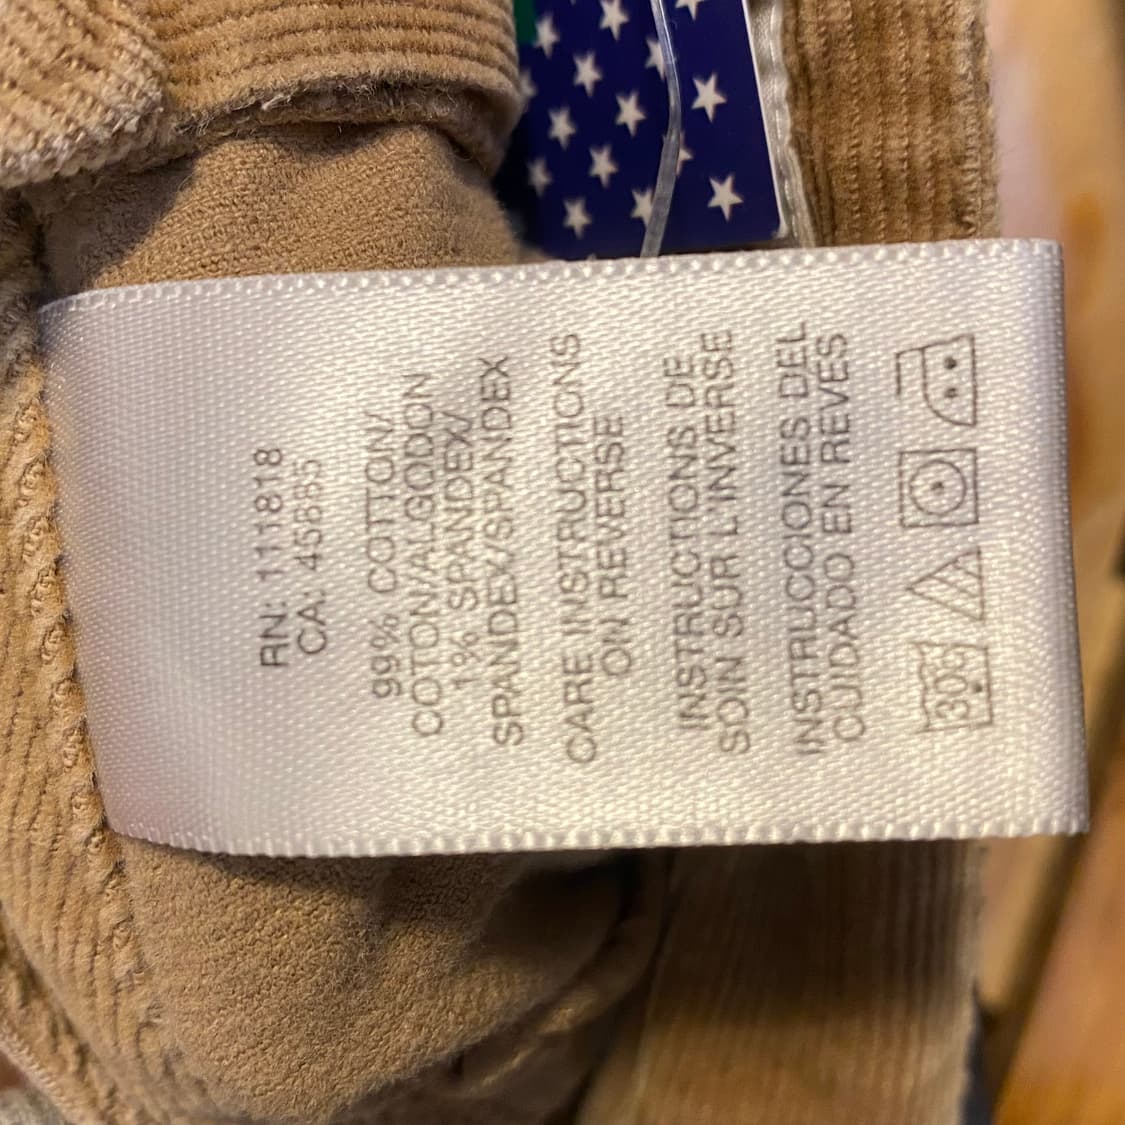 RN: 111818
CA: 45885
99% COTTON/
COTON/ALGODON
1% SPANDEX/
SPANDEX/SPANDEX
CARE INSTRUCTIONS
ON REVERSE
INSTRUCTIONS DE
SOIN SUR L'INVERSE
INSTRUCCIONES DEL
CUIDADO EN REVES
30C